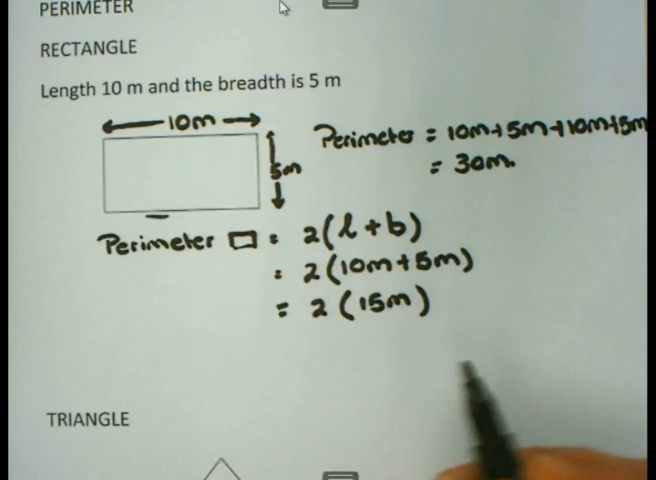 PERIMETER
RECTANGLE
Length 10 m and the breadth is 5 m
10m
5m
Perimeter = 10m+5m+10m+5m
= 30m.
Perimeter ▭ = 2(l+b)
= 2(10m+5m)
= 2(15m)
TRIANGLE